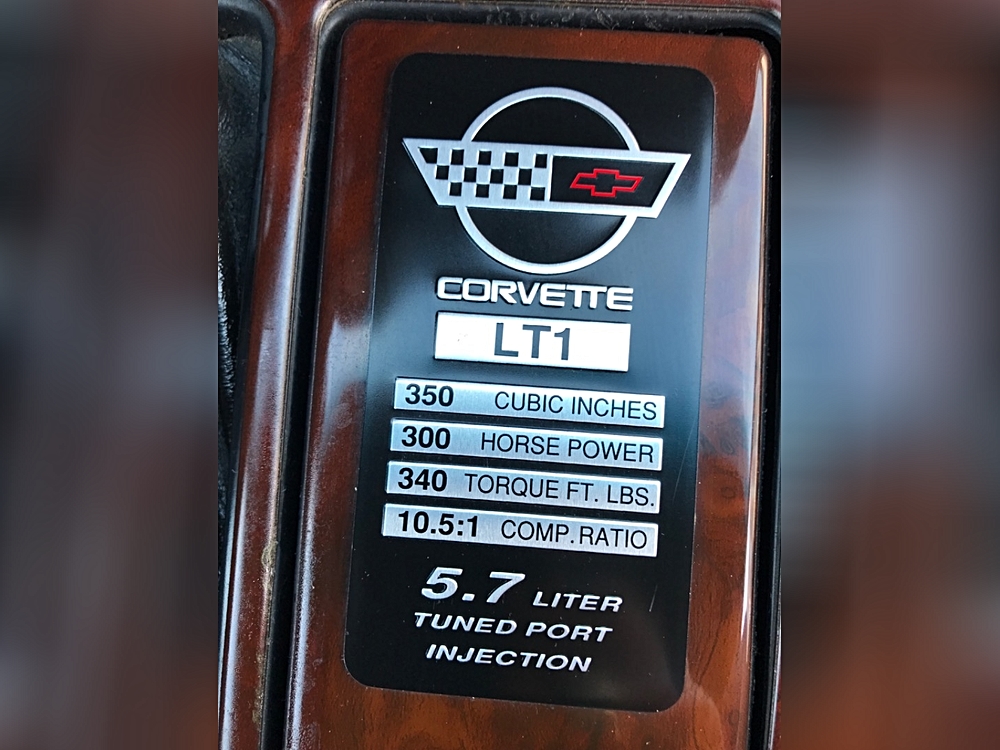 CORVETTE
LT1
350 CUBIC INCHES
300 HORSE POWER
340 TORQUE FT. LBS.
10.5:1 COMP. RATIO
5.7 LITER
TUNED PORT
INJECTION